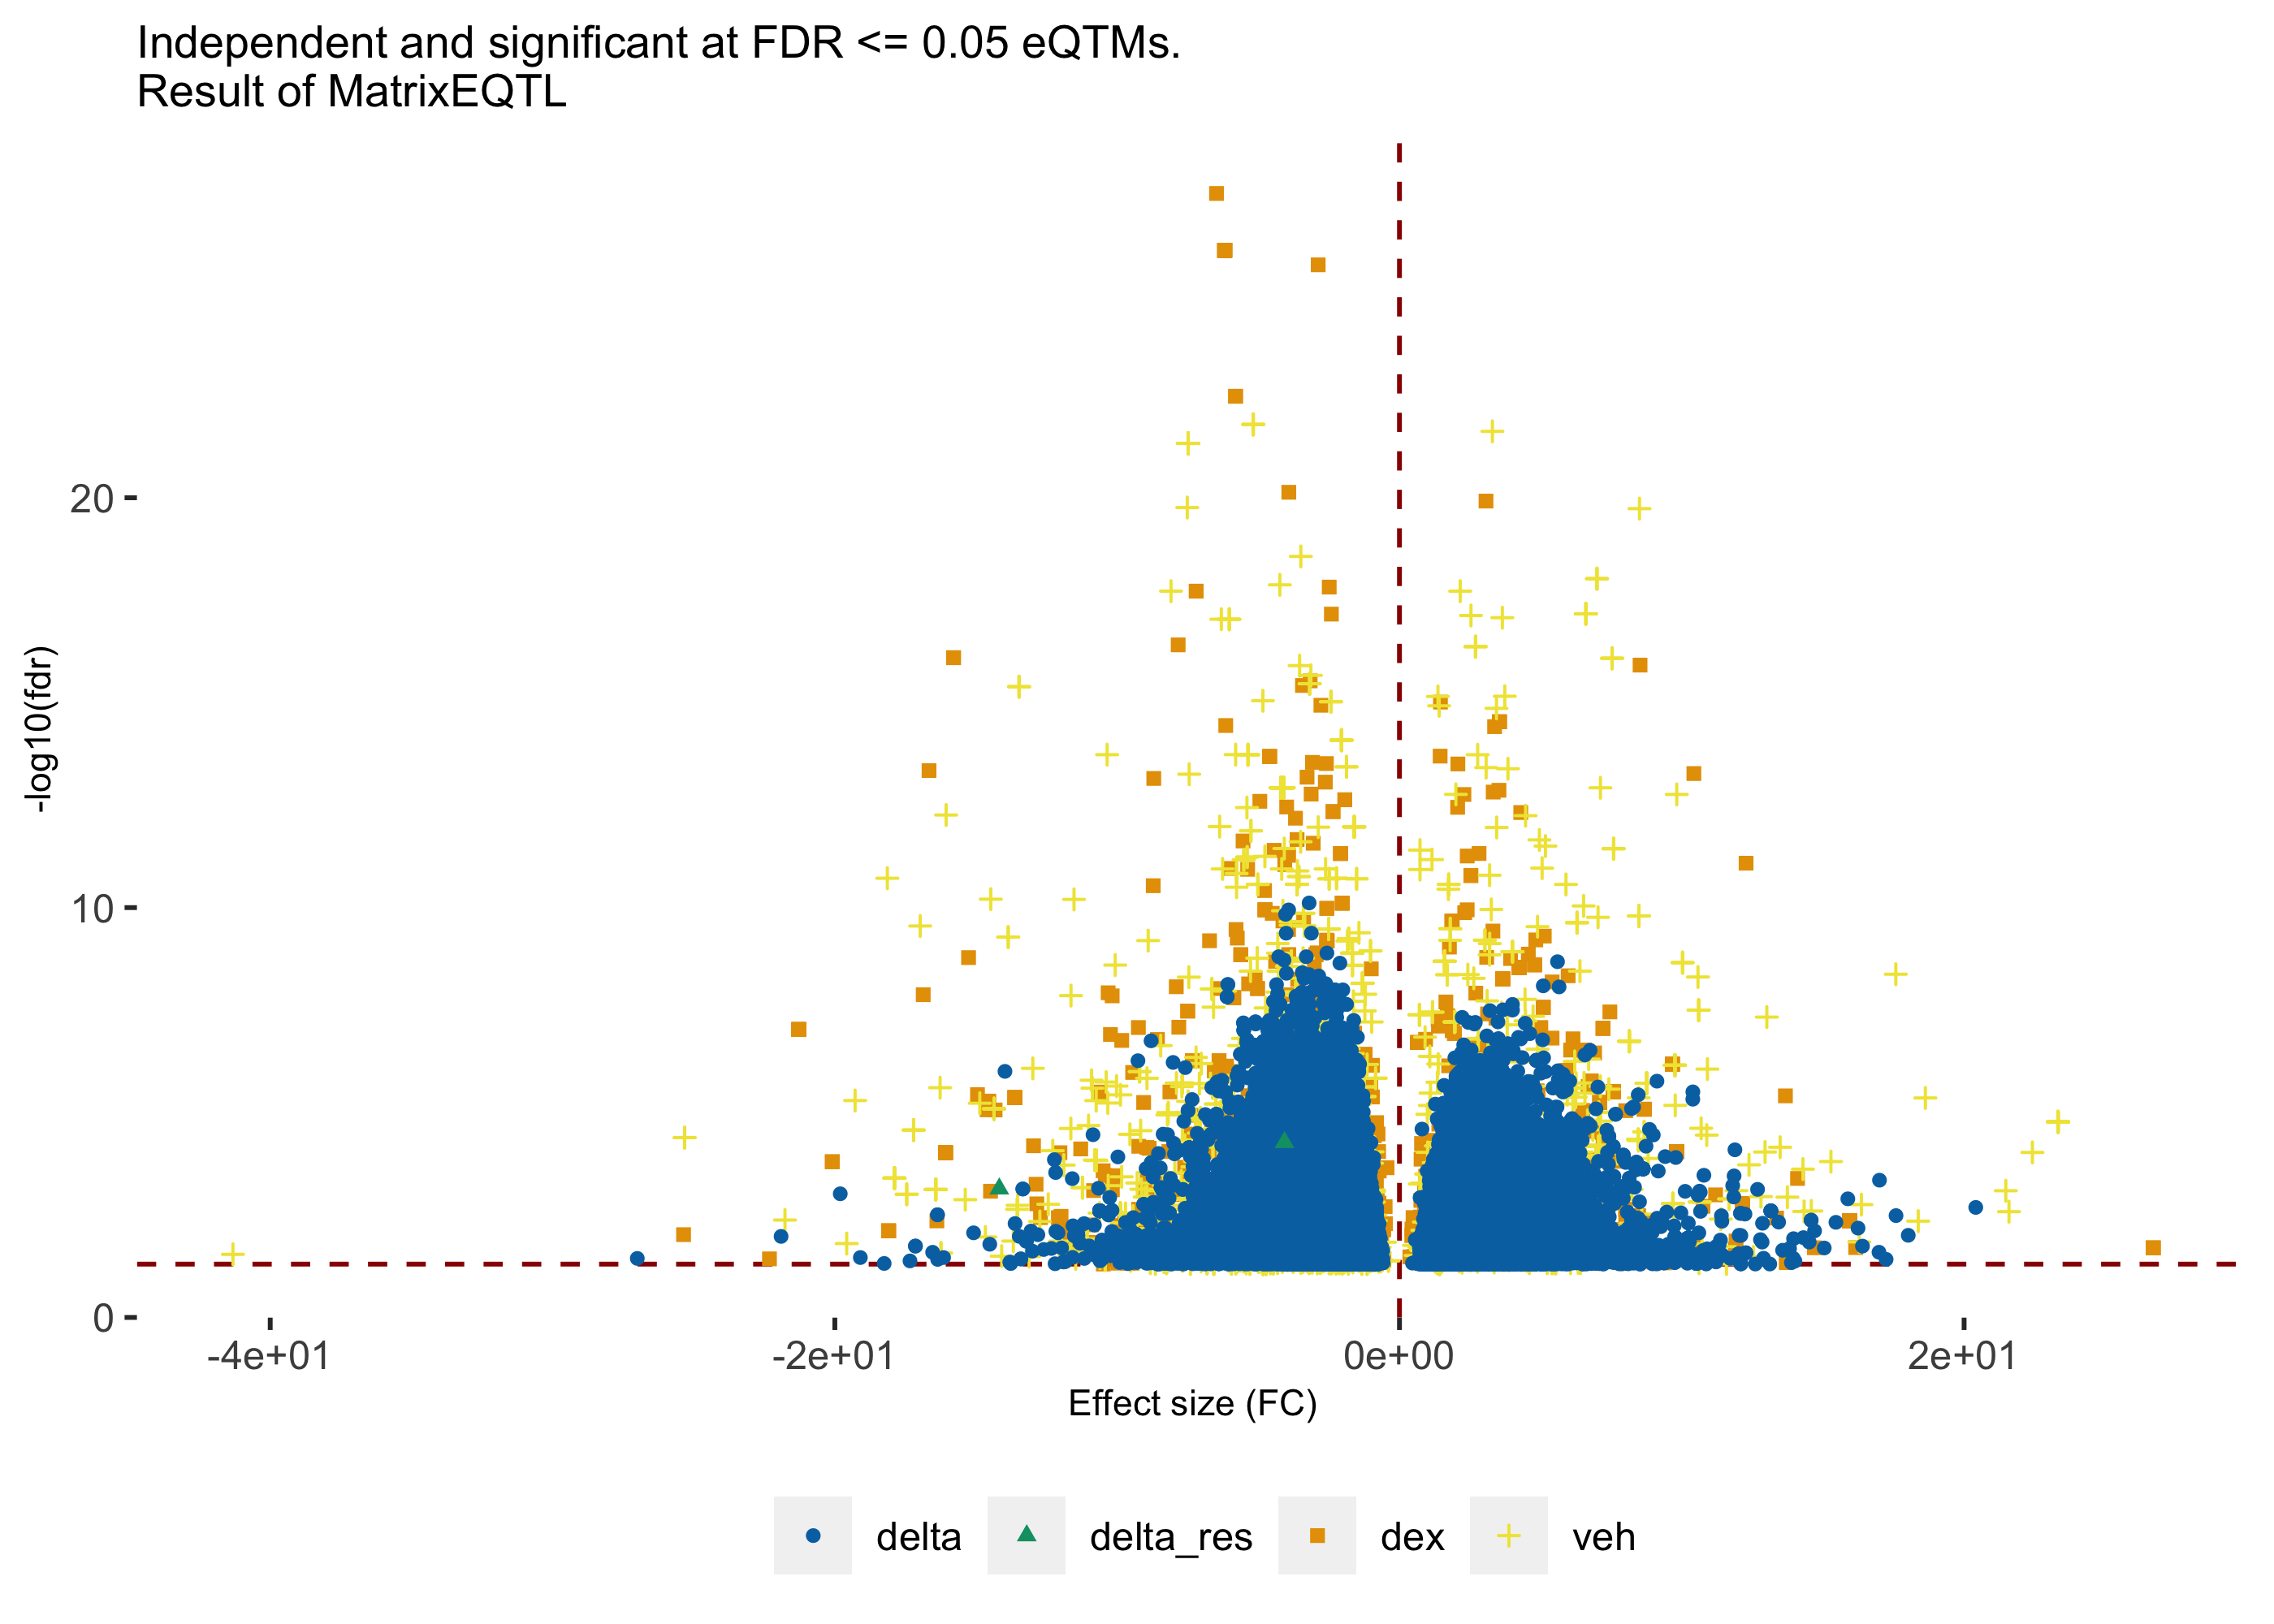 Independent and significant at FDR <= 0.05 eQTMs.
Result of MatrixEQTL
-log10(fdr)
20
10
0
-4e+01
-2e+01
0e+00
2e+01
Effect size (FC)
delta
delta_res
dex
veh